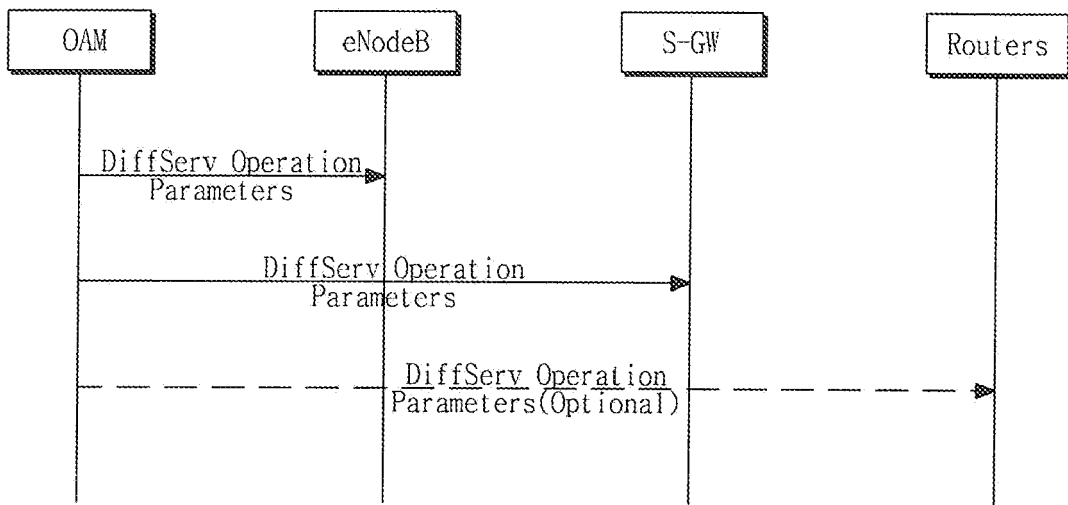 OAM
eNodeB
S-GW
Routers
DiffServ Operation
Parameters
DiffServ Operation
Parameters
DiffServ Operation
Parameters(Optional)